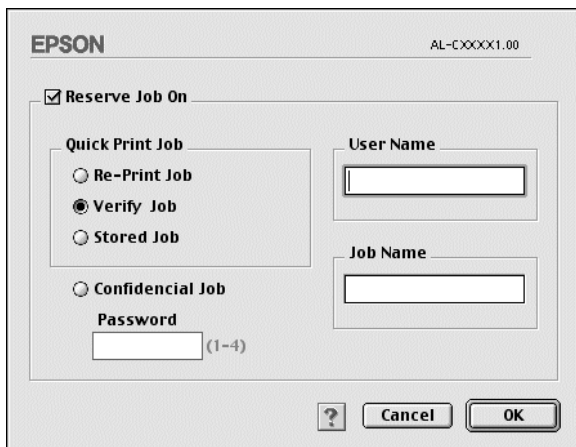 EPSON
AL-CXXXX1.00
Reserve Job On
Quick Print Job
Re-Print Job
Verify Job
Stored Job
Confidencial Job
Password
(1-4)
User Name
Job Name
?
Cancel
OK